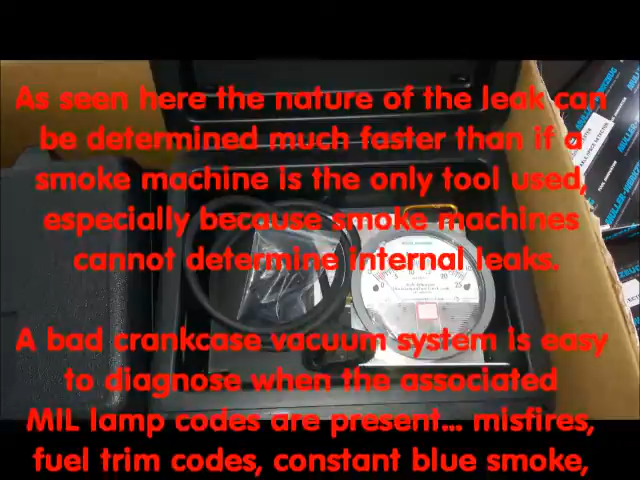 As seen here the nature of the leak can
be determined much faster than if a
smoke machine is the only tool used,
especially because smoke machines
cannot determine internal leaks.
A bad crankcase vacuum system is easy
to diagnose when the associated
MIL lamp codes are present... misfires,
fuel trim codes, constant blue smoke,
0
25